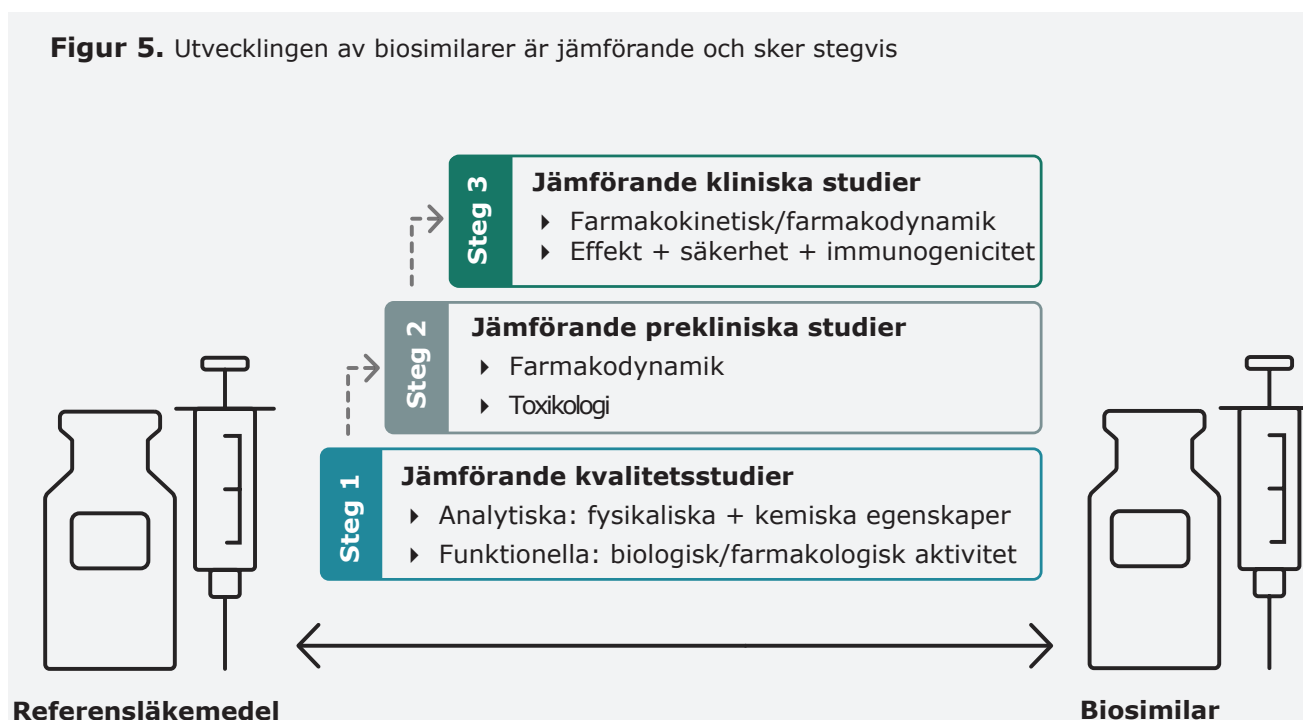 Figur 5. Utvecklingen av biosimilarer är jämförande och sker stegvis
Steg 3
Jämförande kliniska studier
‣ Farmakokinetisk/farmakodynamik
‣ Effekt + säkerhet + immunogenicitet
Steg 2
Jämförande prekliniska studier
‣ Farmakodynamik
‣ Toxikologi
Steg 1
Jämförande kvalitetsstudier
‣ Analytiska: fysikaliska + kemiska egenskaper
‣ Funktionella: biologisk/farmakologisk aktivitet
Referensläkemedel
Biosimilar